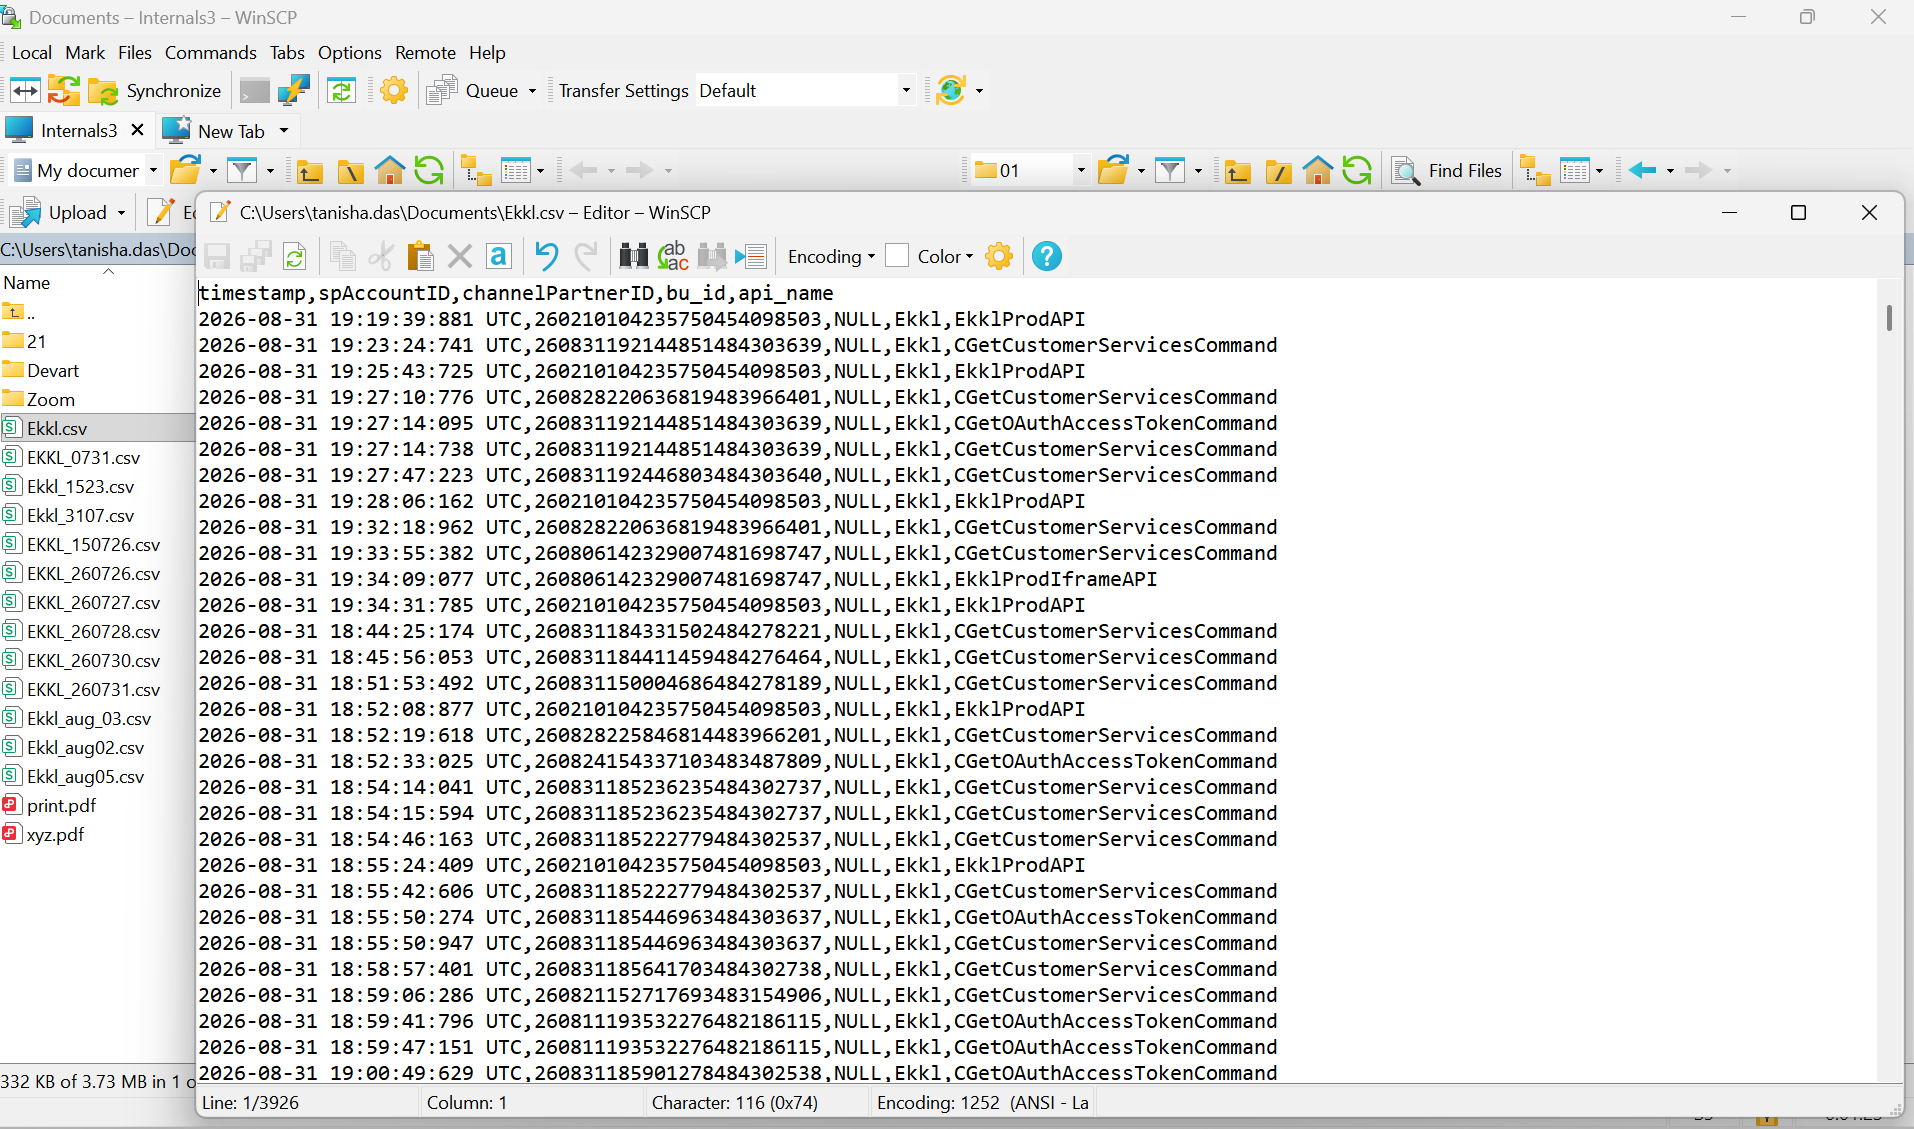 Documents – Internals3 – WinSCP
Local Mark Files Commands Tabs Options Remote Help
Synchronize Queue Transfer Settings Default
Internals3 New Tab
My documer 01 Find Files
Upload
C:\Users\tanisha.das\Documents\Ekkl.csv – Editor – WinSCP
C:\Users\tanisha.das\Doc
Encoding Color
Name
..
21
Devart
Zoom
Ekkl.csv
EKKL_0731.csv
Ekkl_1523.csv
Ekkl_3107.csv
EKKL_150726.csv
EKKL_260726.csv
EKKL_260727.csv
EKKL_260728.csv
EKKL_260730.csv
EKKL_260731.csv
Ekkl_aug_03.csv
Ekkl_aug02.csv
Ekkl_aug05.csv
print.pdf
xyz.pdf
timestamp,spAccountID,channelPartnerID,bu_id,api_name
2026-08-31 19:19:39:881 UTC,260210104235750454098503,NULL,Ekkl,EkklProdAPI
2026-08-31 19:23:24:741 UTC,260831192144851484303639,NULL,Ekkl,CGetCustomerServicesCommand
2026-08-31 19:25:43:725 UTC,260210104235750454098503,NULL,Ekkl,EkklProdAPI
2026-08-31 19:27:10:776 UTC,260828220636819483966401,NULL,Ekkl,CGetCustomerServicesCommand
2026-08-31 19:27:14:095 UTC,260831192144851484303639,NULL,Ekkl,CGetOAuthAccessTokenCommand
2026-08-31 19:27:14:738 UTC,260831192144851484303639,NULL,Ekkl,CGetCustomerServicesCommand
2026-08-31 19:27:47:223 UTC,260831192446803484303640,NULL,Ekkl,CGetCustomerServicesCommand
2026-08-31 19:28:06:162 UTC,260210104235750454098503,NULL,Ekkl,EkklProdAPI
2026-08-31 19:32:18:962 UTC,260828220636819483966401,NULL,Ekkl,CGetCustomerServicesCommand
2026-08-31 19:33:55:382 UTC,260806142329007481698747,NULL,Ekkl,CGetCustomerServicesCommand
2026-08-31 19:34:09:077 UTC,260806142329007481698747,NULL,Ekkl,EkklProdIframeAPI
2026-08-31 19:34:31:785 UTC,260210104235750454098503,NULL,Ekkl,EkklProdAPI
2026-08-31 18:44:25:174 UTC,260831184331502484278221,NULL,Ekkl,CGetCustomerServicesCommand
2026-08-31 18:45:56:053 UTC,260831184411459484276464,NULL,Ekkl,CGetCustomerServicesCommand
2026-08-31 18:51:53:492 UTC,260831150004686484278189,NULL,Ekkl,CGetCustomerServicesCommand
2026-08-31 18:52:08:877 UTC,260210104235750454098503,NULL,Ekkl,EkklProdAPI
2026-08-31 18:52:19:618 UTC,260828225846814483966201,NULL,Ekkl,CGetCustomerServicesCommand
2026-08-31 18:52:33:025 UTC,260824154337103483487809,NULL,Ekkl,CGetOAuthAccessTokenCommand
2026-08-31 18:54:14:041 UTC,260831185236235484302737,NULL,Ekkl,CGetCustomerServicesCommand
2026-08-31 18:54:15:594 UTC,260831185236235484302737,NULL,Ekkl,CGetCustomerServicesCommand
2026-08-31 18:54:46:163 UTC,260831185222779484302537,NULL,Ekkl,CGetCustomerServicesCommand
2026-08-31 18:55:24:409 UTC,260210104235750454098503,NULL,Ekkl,EkklProdAPI
2026-08-31 18:55:42:606 UTC,260831185222779484302537,NULL,Ekkl,CGetCustomerServicesCommand
2026-08-31 18:55:50:274 UTC,260831185446963484303637,NULL,Ekkl,CGetOAuthAccessTokenCommand
2026-08-31 18:55:50:947 UTC,260831185446963484303637,NULL,Ekkl,CGetCustomerServicesCommand
2026-08-31 18:58:57:401 UTC,260831185641703484302738,NULL,Ekkl,CGetCustomerServicesCommand
2026-08-31 18:59:06:286 UTC,260821152717693483154906,NULL,Ekkl,CGetCustomerServicesCommand
2026-08-31 18:59:41:796 UTC,260811193532276482186115,NULL,Ekkl,CGetOAuthAccessTokenCommand
2026-08-31 18:59:47:151 UTC,260811193532276482186115,NULL,Ekkl,CGetOAuthAccessTokenCommand
2026-08-31 19:00:49:629 UTC,260831185901278484302538,NULL,Ekkl,CGetOAuthAccessTokenCommand
332 KB of 3.73 MB in 1 o
Line: 1/3926 Column: 1 Character: 116 (0x74) Encoding: 1252 (ANSI - La